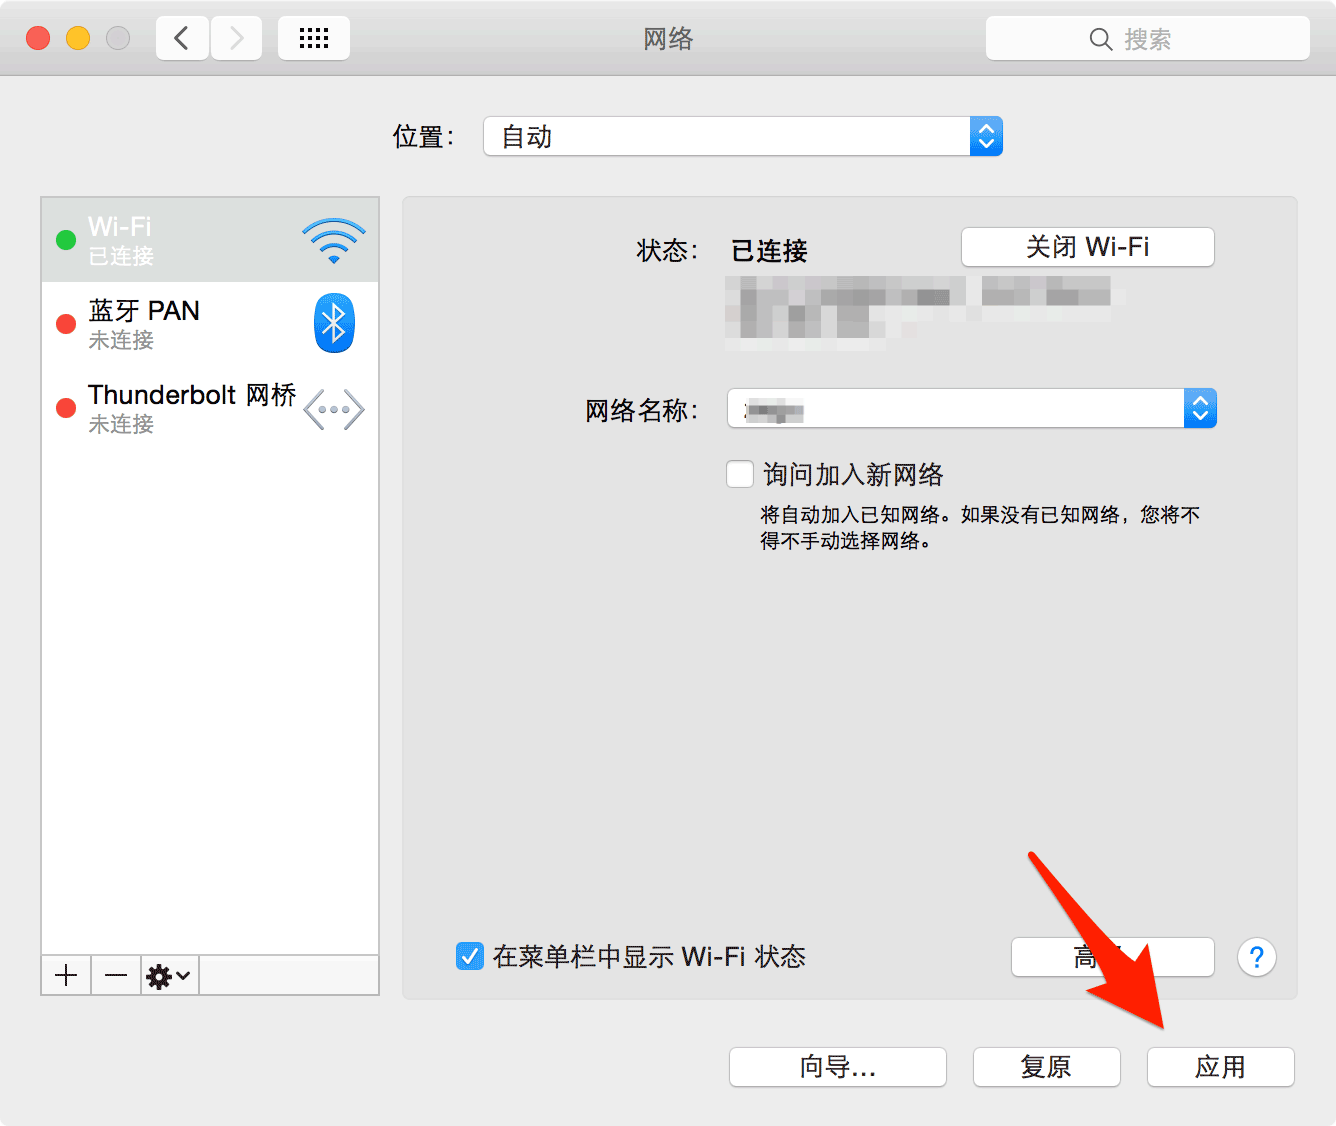 网络
搜索
位置：
自动
Wi-Fi
已连接
蓝牙 PAN
未连接
Thunderbolt 网桥
未连接
状态：
已连接
关闭 Wi-Fi
网络名称：
询问加入新网络
将自动加入已知网络。如果没有已知网络，您将不
得不手动选择网络。
在菜单栏中显示 Wi-Fi 状态
高
?
向导...
复原
应用